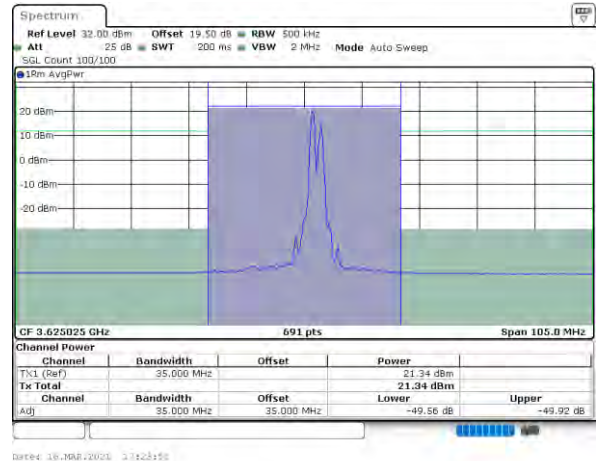 Spectrum
Ref Level 32.00 dBm Offset 19.50 dB RBW 500 kHz
Att 25 dB SWT 200 ms VBW 2 MHz Mode Auto Sweep
SGL Count 100/100
1Rm AvgPwr
20 dBm
10 dBm
0 dBm
-10 dBm
-20 dBm
CF 3.625025 GHz 691 pts Span 105.0 MHz
Channel Power
Channel Bandwidth Offset Power
TX1 (Ref) 35.000 MHz 21.34 dBm
Tx Total 21.34 dBm
Channel Bandwidth Offset Lower Upper
Adj 35.000 MHz 35.000 MHz -49.56 dB -49.92 dB
Date: 16.MAR.2021